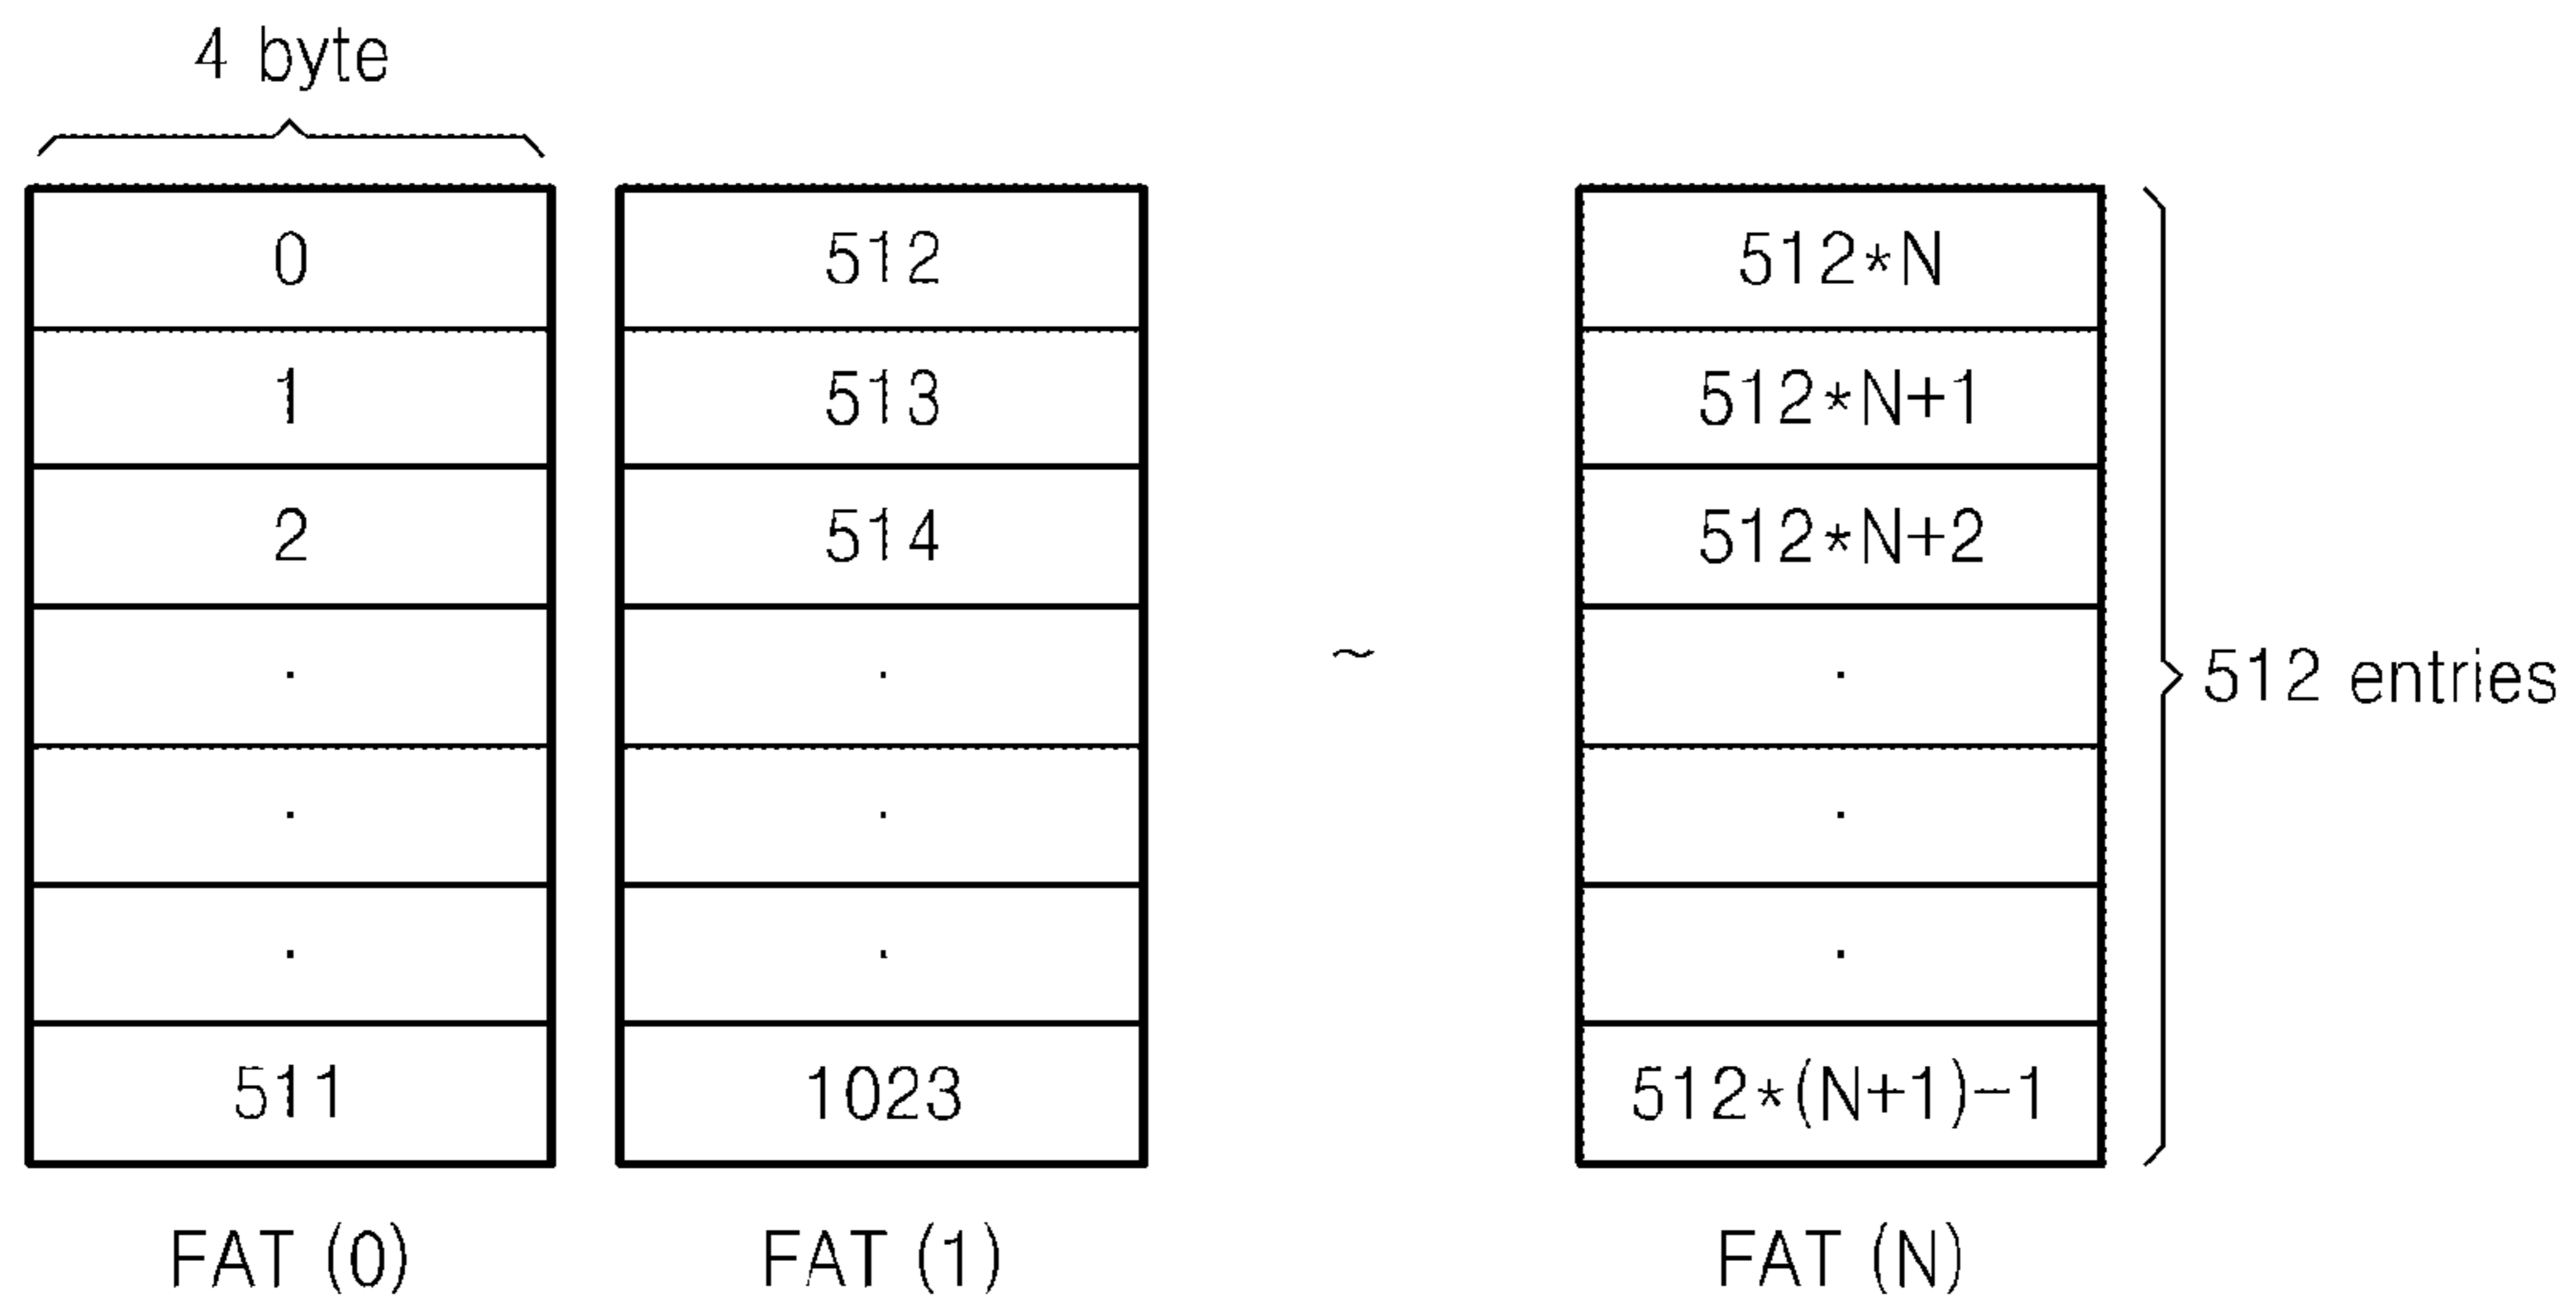 4 byte
0 512 512*N
1 513 512*N+1
2 514 512*N+2
. . .
~
512 entries
. . .
. . .
511 1023 512*(N+1)-1
FAT (0) FAT (1) FAT (N)